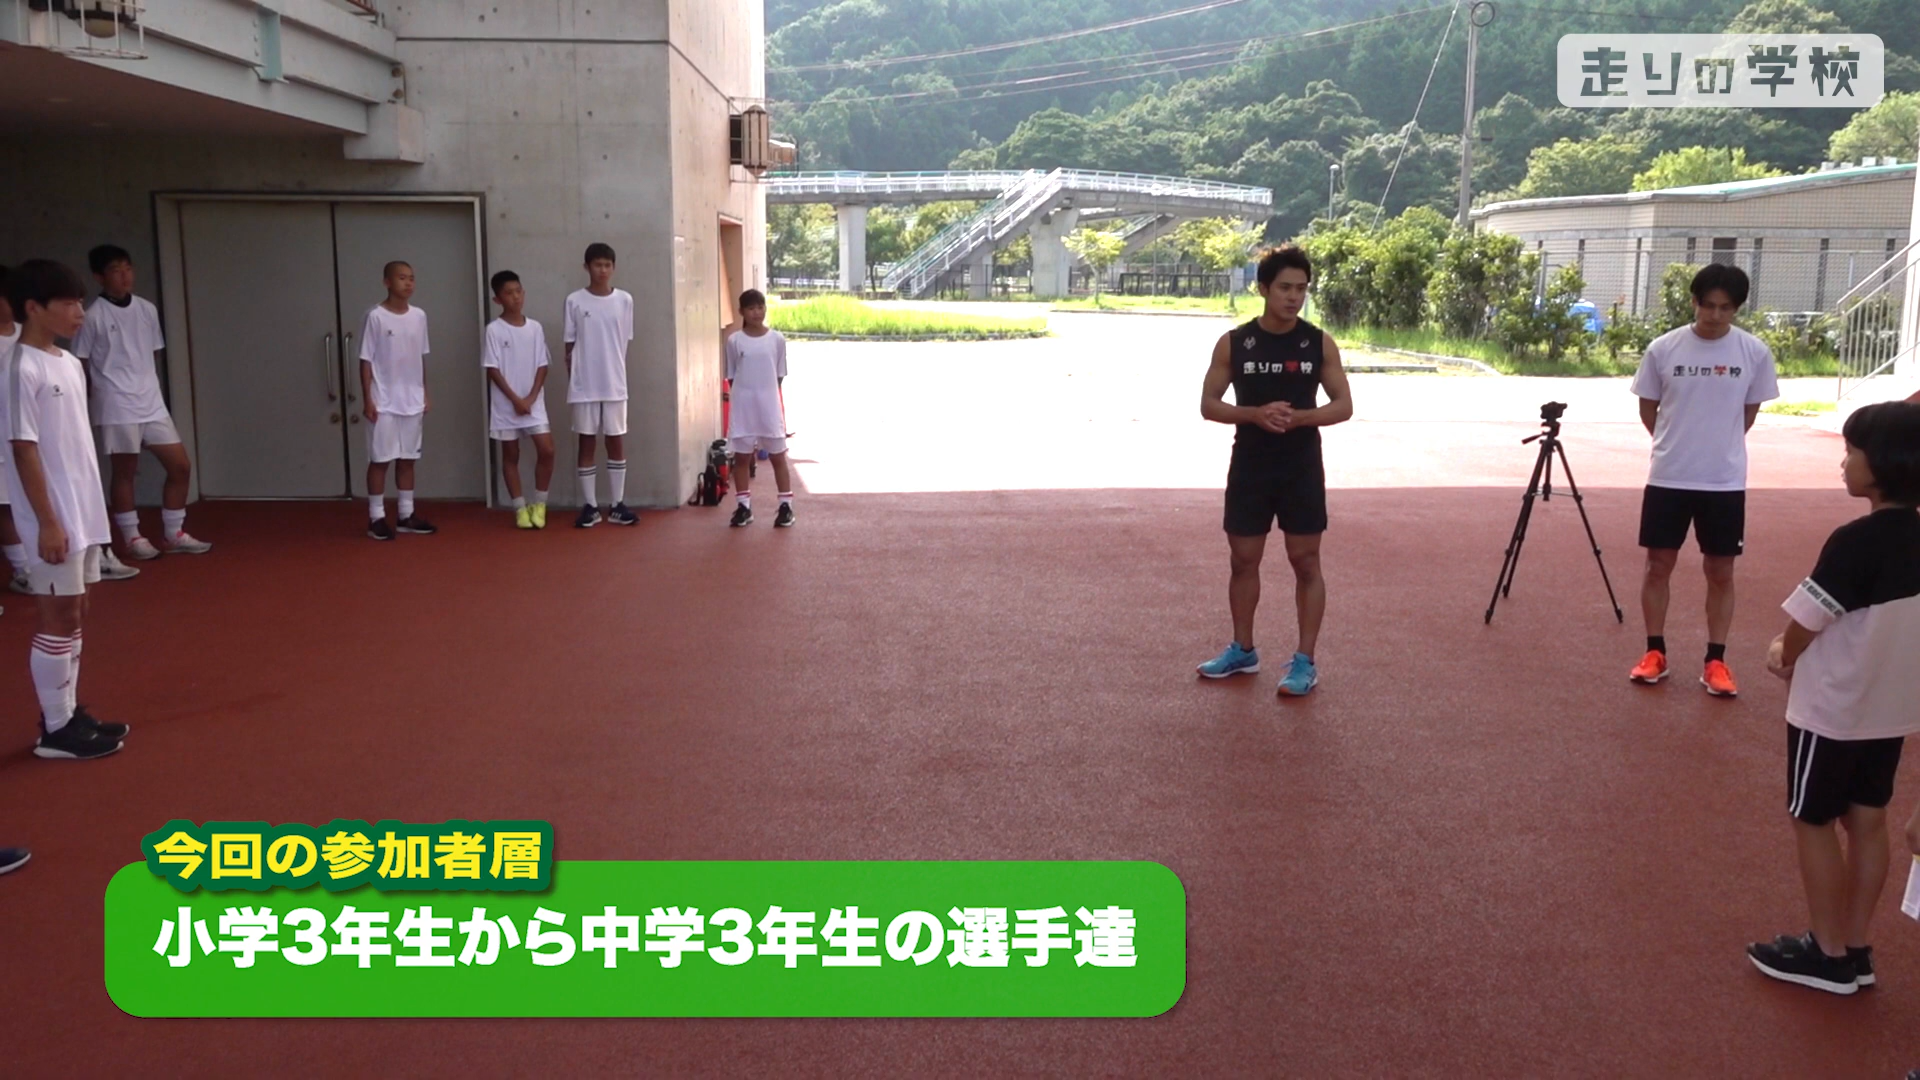 走りの学校
走りの学校
走りの学校
今回の参加者層
小学3年生から中学3年生の選手達